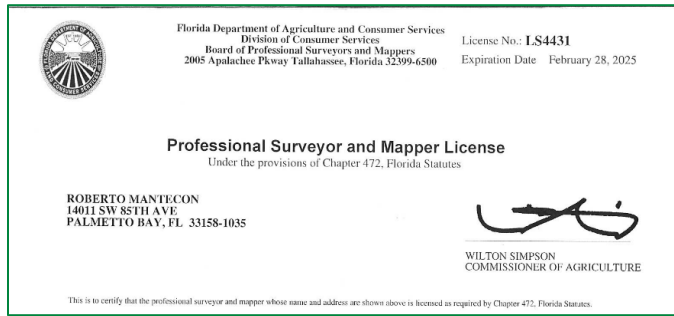 Florida Department of Agriculture and Consumer Services
Division of Consumer Services
Board of Professional Surveyors and Mappers
2005 Apalachee Pkway Tallahassee, Florida 32399-6500
License No.: LS4431
Expiration Date February 28, 2025
Professional Surveyor and Mapper License
Under the provisions of Chapter 472, Florida Statutes
ROBERTO MANTECON
14011 SW 85TH AVE
PALMETTO BAY, FL 33158-1035
WILTON SIMPSON
COMMISSIONER OF AGRICULTURE
This is to certify that the professional surveyor and mapper whose name and address are shown above is licensed as required by Chapter 472, Florida Statutes.